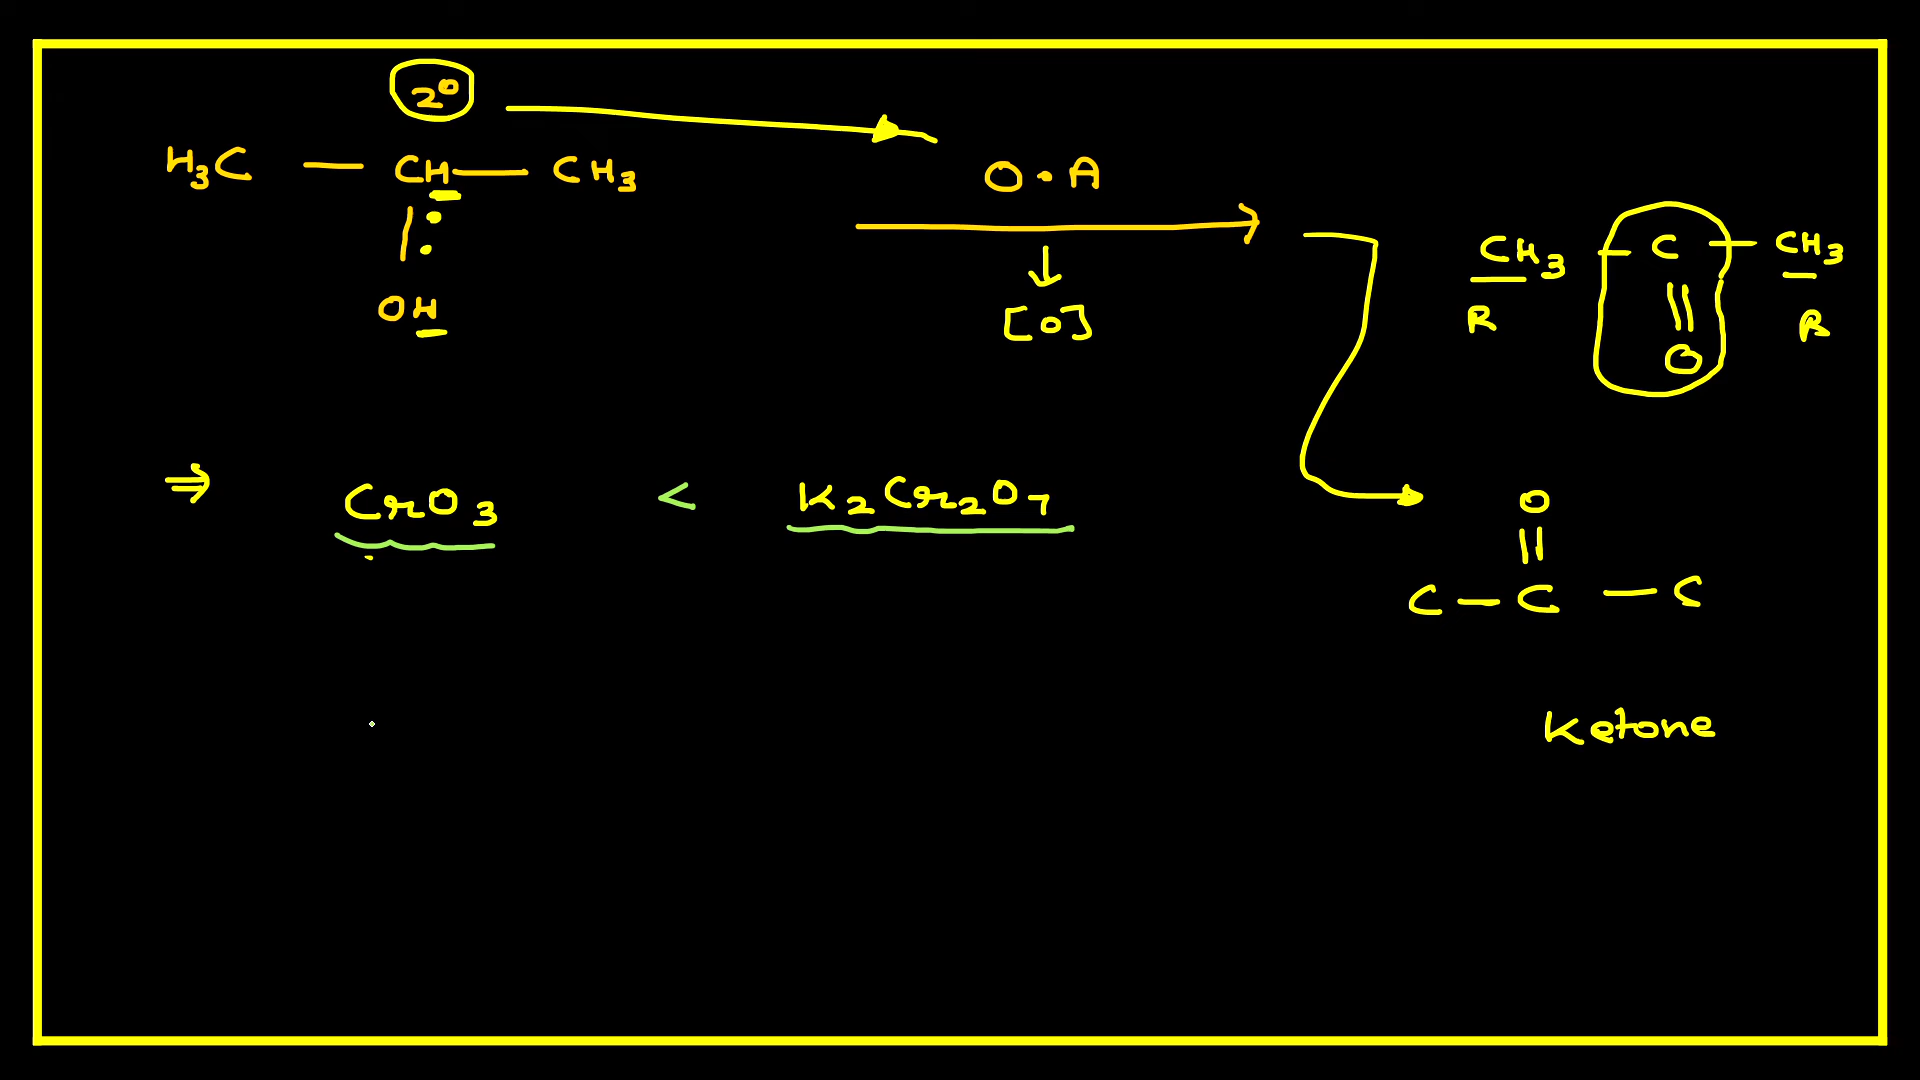 2°
H₃C — CH — CH₃
OH
O·A
[O]
CH₃ — C — CH₃
R R
O
⇒ CrO₃ < K₂Cr₂O₇
O
C — C — C
Ketone